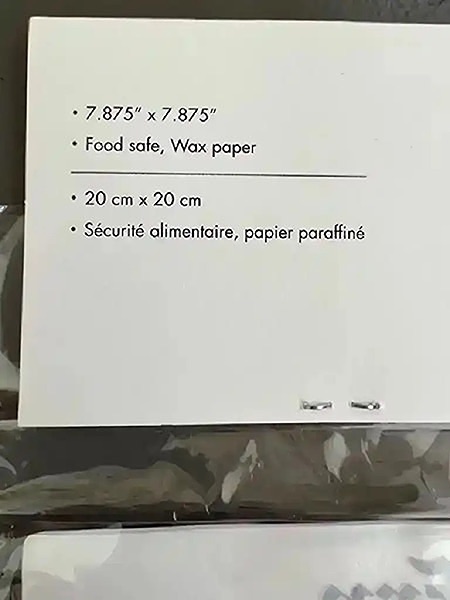 • 7.875" x 7.875"
• Food safe, Wax paper
• 20 cm x 20 cm
• Sécurité alimentaire, papier paraffiné